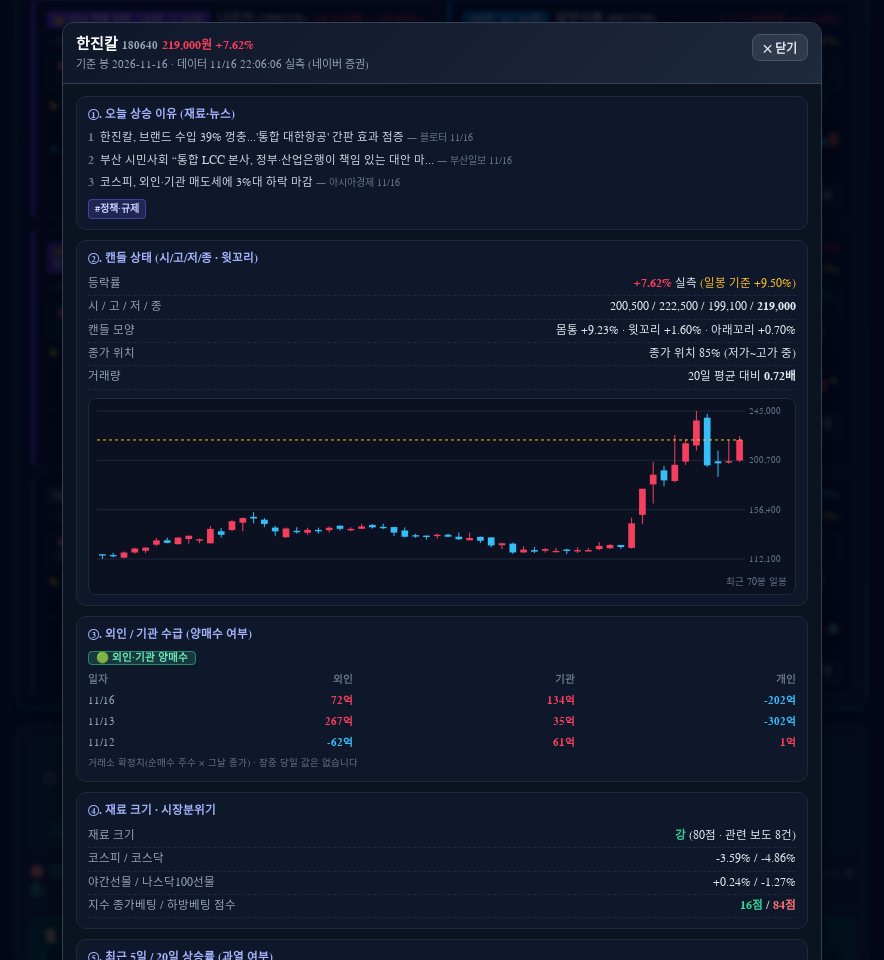 한진칼 180640 219,000원 +7.62%
기준 봉 2026-11-16 · 데이터 11/16 22:06:06 실측 (네이버 증권)
✕ 닫기
①. 오늘 상승 이유 (재료·뉴스)
1 한진칼, 브랜드 수입 39% 껑충...'통합 대한항공' 간판 효과 점증 — 블로터 11/16
2 부산 시민사회 “통합 LCC 본사, 정부·산업은행이 책임 있는 대안 마... — 부산일보 11/16
3 코스피, 외인·기관 매도세에 3%대 하락 마감 — 아시아경제 11/16
#정책·규제
②. 캔들 상태 (시/고/저/종 · 윗꼬리)
등락률 +7.62% 실측 (일봉 기준 +9.50%)
시 / 고 / 저 / 종 200,500 / 222,500 / 199,100 / 219,000
캔들 모양 몸통 +9.23% · 윗꼬리 +1.60% · 아래꼬리 +0.70%
종가 위치 종가 위치 85% (저가~고가 중)
거래량 20일 평균 대비 0.72배
245,000
200,700
156,400
112,100
최근 70봉 일봉
③. 외인 / 기관 수급 (양매수 여부)
🟢 외인·기관 양매수
일자 외인 기관 개인
11/16 72억 134억 -202억
11/13 267억 35억 -302억
11/12 -62억 61억 1억
거래소 확정치(순매수 주수 × 그날 종가) · 장중 당일 값은 없습니다
④. 재료 크기 · 시장분위기
재료 크기 강 (80점 · 관련 보도 8건)
코스피 / 코스닥 -3.59% / -4.86%
야간선물 / 나스닥100선물 +0.24% / -1.27%
지수 종가베팅 / 하방베팅 점수 16점 / 84점
⑤. 최근 5일 / 20일 상승률 (과열 여부)